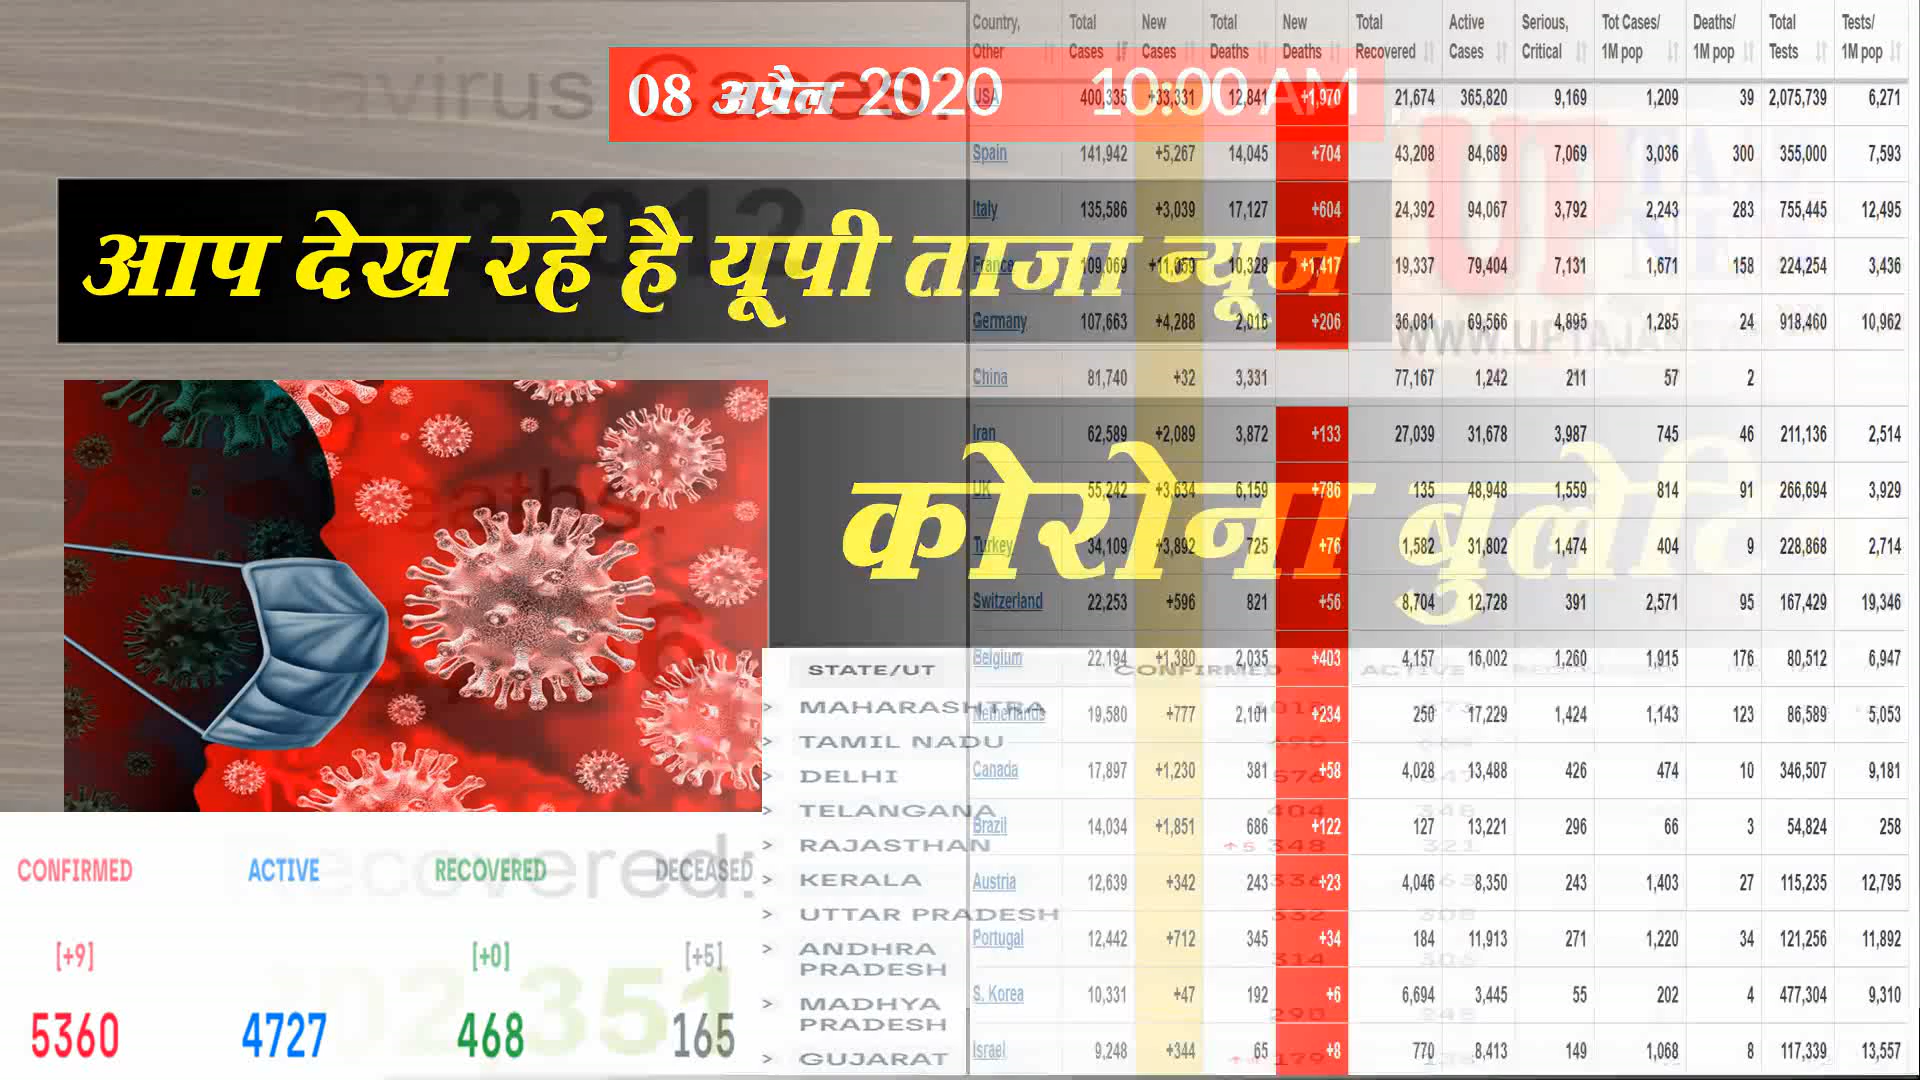 08 अप्रैल 2020 10:00 AM
आप देख रहें है यूपी ताजा न्यूज
कोरोना
Country, Other Total Cases New Cases Total Deaths New Deaths Total Recovered Active Cases Serious, Critical Tot Cases/ 1M pop Deaths/ 1M pop Total Tests Tests/ 1M pop
USA 400,335 +33,331 12,841 +1,970 21,674 365,820 9,169 1,209 39 2,075,739 6,271
Spain 141,942 +5,267 14,045 +704 43,208 84,689 7,069 3,036 300 355,000 7,593
Italy 135,586 +3,039 17,127 +604 24,392 94,067 3,792 2,243 283 755,445 12,495
France 109,069 +11,059 10,328 +1,417 19,337 79,404 7,131 1,671 158 224,254 3,436
Germany 107,663 +4,288 2,016 +206 36,081 69,566 4,895 1,285 24 918,460 10,962
China 81,740 +32 3,331 77,167 1,242 211 57 2
Iran 62,589 +2,089 3,872 +133 27,039 31,678 3,987 745 46 211,136 2,514
UK 55,242 +3,634 6,159 +786 135 48,948 1,559 814 91 266,694 3,929
Turkey 34,109 +3,892 725 +76 1,582 31,802 1,474 404 9 228,868 2,714
Switzerland 22,253 +596 821 +56 8,704 12,728 391 2,571 95 167,429 19,346
Belgium 22,194 +1,380 2,035 +403 4,157 16,002 1,260 1,915 176 80,512 6,947
Netherlands 19,580 +777 2,101 +234 250 17,229 1,424 1,143 123 86,589 5,053
Canada 17,897 +1,230 381 +58 4,028 13,488 426 474 10 346,507 9,181
Brazil 14,034 +1,851 686 +122 127 13,221 296 66 3 54,824 258
Austria 12,639 +342 243 +23 4,046 8,350 243 1,403 27 115,235 12,795
Portugal 12,442 +712 345 +34 184 11,913 271 1,220 34 121,256 11,892
S. Korea 10,331 +47 192 +6 6,694 3,445 55 202 4 477,304 9,310
Israel 9,248 +344 65 +8 770 8,413 149 1,068 8 117,339 13,557
UP
STATE/UT CONFIRMED ACTIVE
MAHARASHTRA
TAMIL NADU
DELHI
TELANGANA
RAJASTHAN
KERALA
UTTAR PRADESH
ANDHRA
PRADESH
MADHYA
PRADESH
GUJARAT
CONFIRMED ACTIVE RECOVERED DECEASED
[+9] [+0] [+5]
5360 4727 468 165